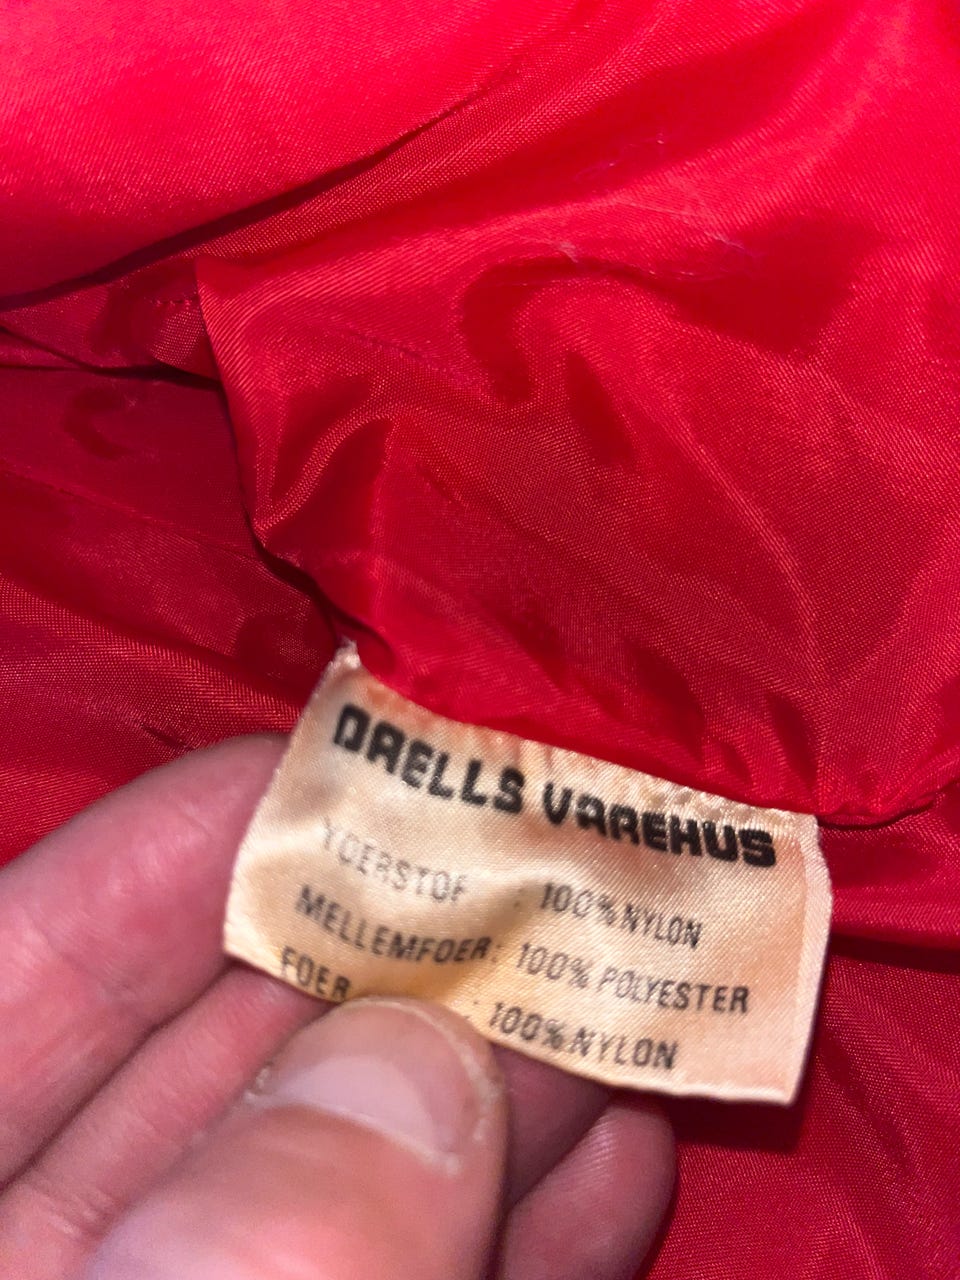 DAELLS VAREHUS
YDERSTOF : 100% NYLON
MELLEMFOER: 100% POLYESTER
FOER : 100% NYLON